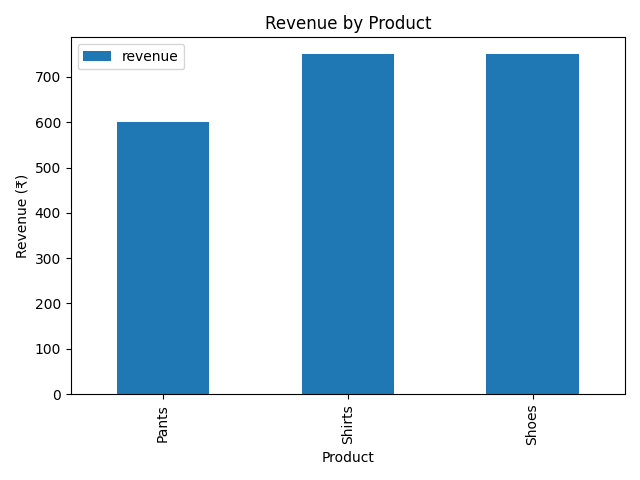 Revenue by Product
revenue
Revenue (₹)
700
600
500
400
300
200
100
0
Pants
Shirts
Shoes
Product